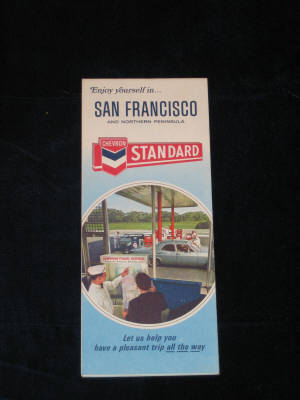 Enjoy yourself in...
SAN FRANCISCO
AND NORTHERN PENINSULA
CHEVRON
STANDARD
Let us help you
have a pleasant trip all the way